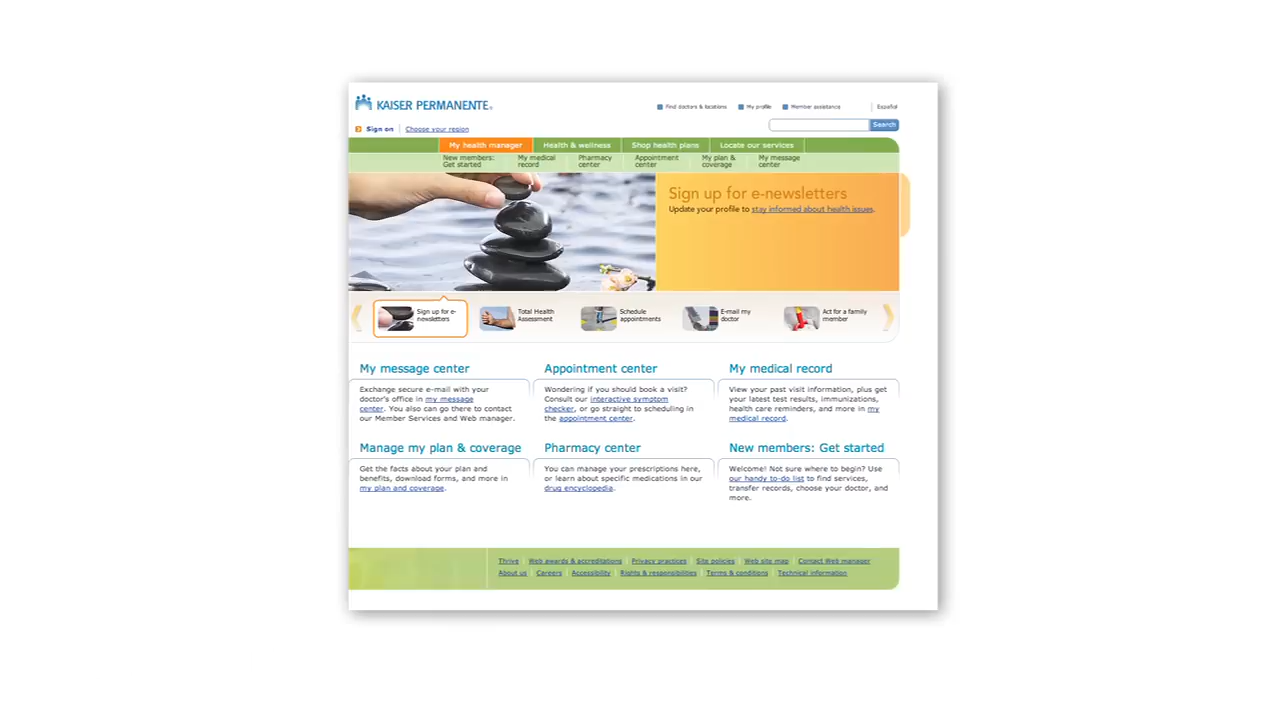 KAISER PERMANENTE®
Find doctors & locations
My profile
Member assistance
Español
Sign on
Choose your region
Search
My health manager
Health & wellness
Shop health plans
Locate our services
New members:
Get started
My medical
record
Pharmacy
center
Appointment
center
My plan &
coverage
My message
center
Sign up for e-newsletters
Update your profile to stay informed about health issues.
Sign up for e-
newsletters
Total Health
Assessment
Schedule
appointments
E-mail my
doctor
Act for a family
member
My message center
Exchange secure e-mail with your
doctor's office in my message
center. You also can go there to contact
our Member Services and Web manager.
Appointment center
Wondering if you should book a visit?
Consult our interactive symptom
checker, or go straight to scheduling in
the appointment center.
My medical record
View your past visit information, plus get
your latest test results, immunizations,
health care reminders, and more in my
medical record.
Manage my plan & coverage
Get the facts about your plan and
benefits, download forms, and more in
my plan and coverage.
Pharmacy center
You can manage your prescriptions here,
or learn about specific medications in our
drug encyclopedia.
New members: Get started
Welcome! Not sure where to begin? Use
our handy to-do list to find services,
transfer records, choose your doctor, and
more.
Thrive Web awards & accreditations Privacy practices Site policies Web site map Contact Web manager
About us Careers Accessibility Rights & responsibilities Terms & conditions Technical information